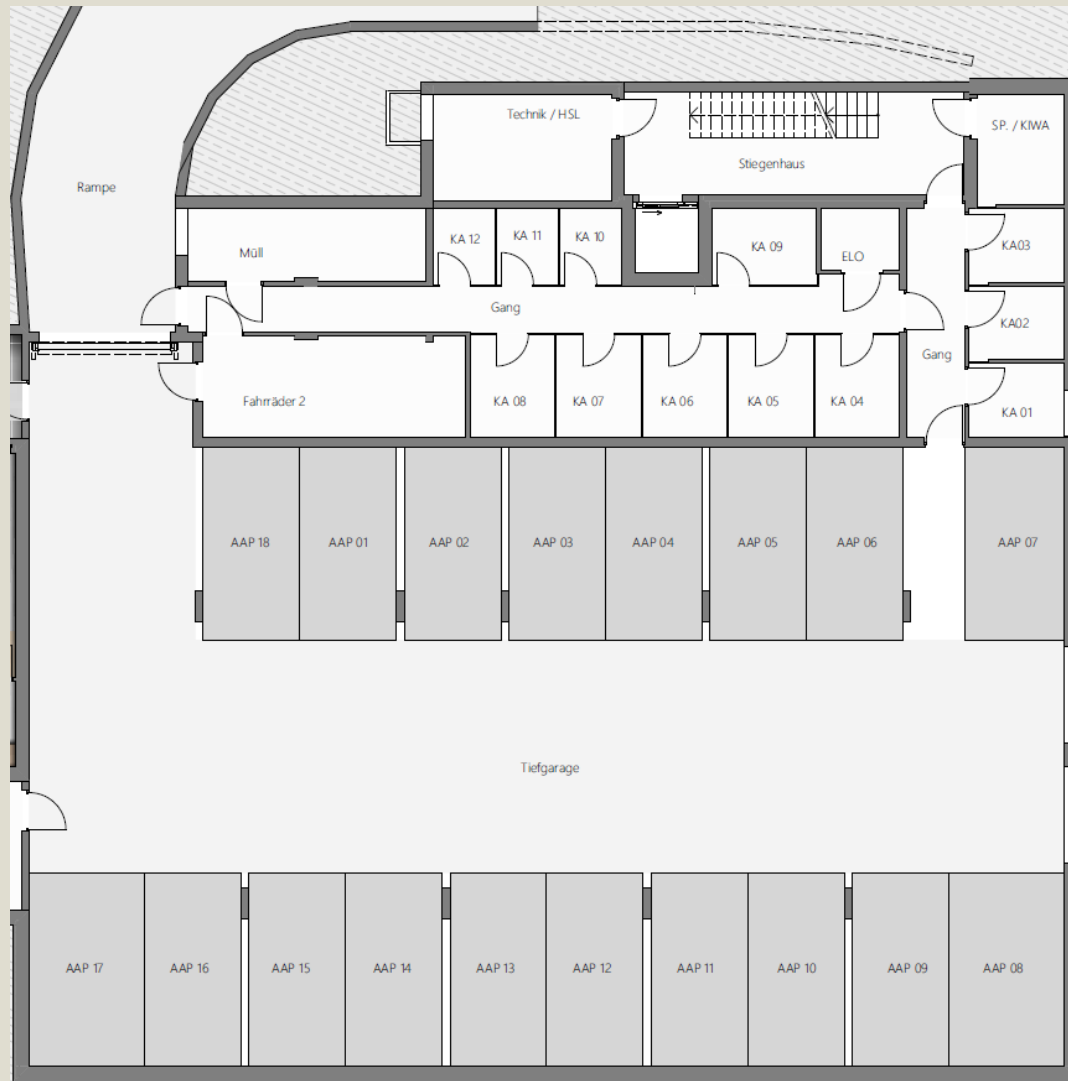 Technik / HSL
SP. / KIWA
Stiegenhaus
Rampe
KA 12
KA 11
KA 10
KA 09
KA03
Müll
ELO
Gang
KA02
Gang
Fahrräder 2
KA 08
KA 07
KA 06
KA 05
KA 04
KA 01
AAP 18
AAP 01
AAP 02
AAP 03
AAP 04
AAP 05
AAP 06
AAP 07
Tiefgarage
AAP 17
AAP 16
AAP 15
AAP 14
AAP 13
AAP 12
AAP 11
AAP 10
AAP 09
AAP 08